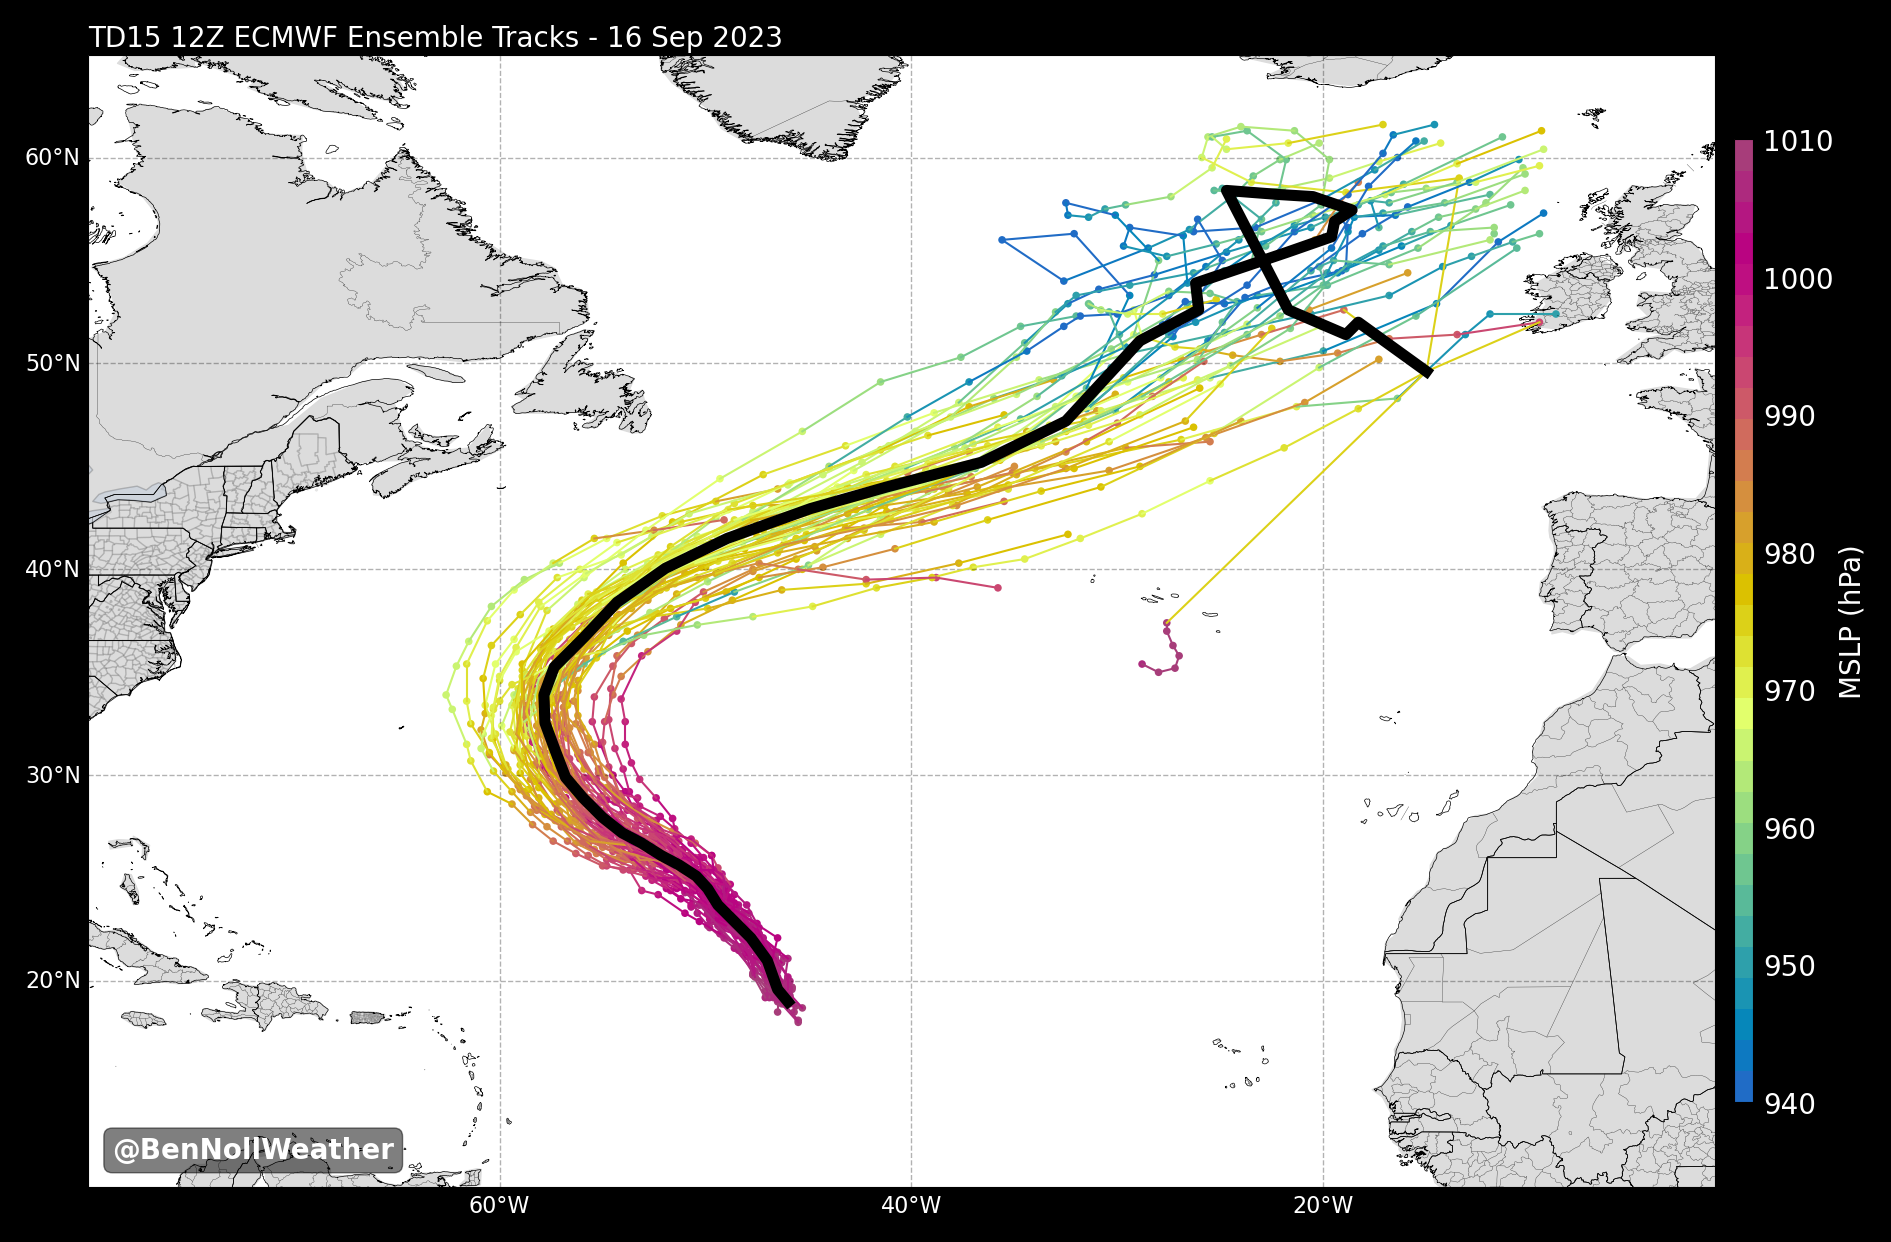 TD15 12Z ECMWF Ensemble Tracks - 16 Sep 2023
60°N
50°N
40°N
30°N
20°N
60°W
40°W
20°W
1010
1000
990
980
970
960
950
940
MSLP (hPa)
@BenNollWeather